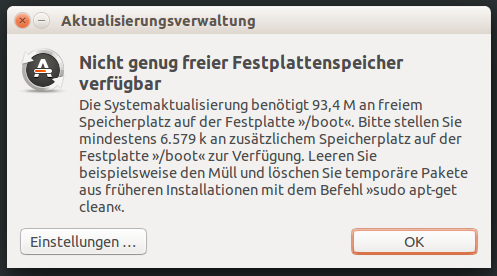 Aktualisierungsverwaltung
Nicht genug freier Festplattenspeicher
verfügbar
Die Systemaktualisierung benötigt 93,4 M an freiem
Speicherplatz auf der Festplatte »/boot«. Bitte stellen Sie
mindestens 6.579 k an zusätzlichem Speicherplatz auf der
Festplatte »/boot« zur Verfügung. Leeren Sie
beispielsweise den Müll und löschen Sie temporäre Pakete
aus früheren Installationen mit dem Befehl »sudo apt-get
clean«.
Einstellungen …
OK